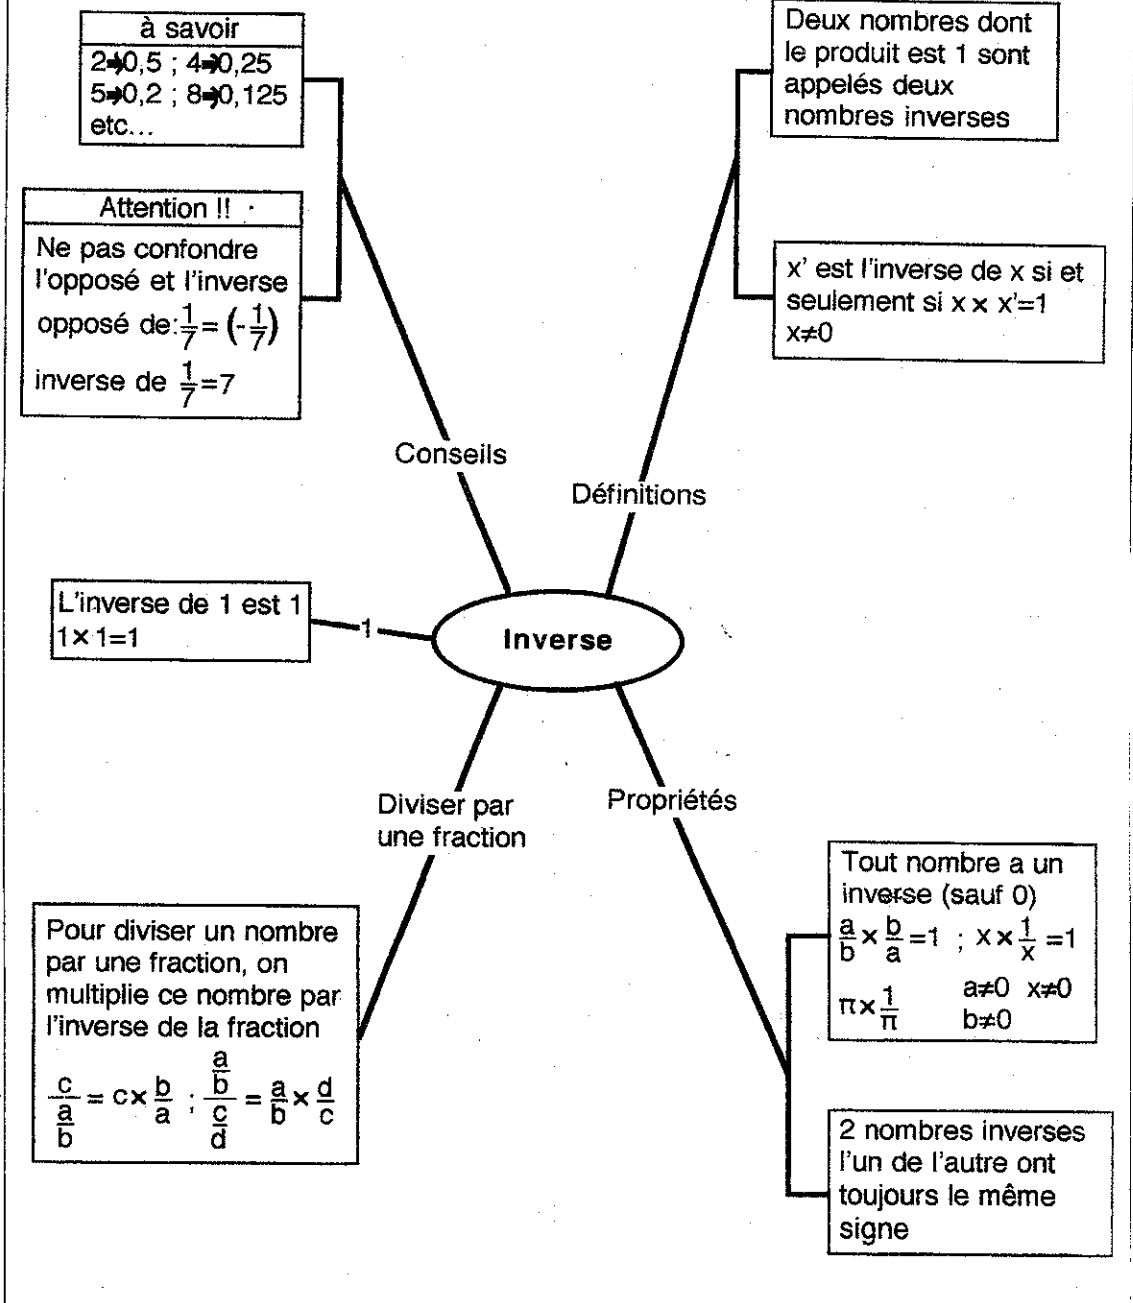 à savoir
2➔0,5 ; 4➔0,25
5➔0,2 ; 8➔0,125
etc...
Attention !!
Ne pas confondre
l'opposé et l'inverse
opposé de: 1/7 = (-1/7)
inverse de 1/7 =7
Conseils
Deux nombres dont
le produit est 1 sont
appelés deux
nombres inverses
x' est l'inverse de x si et
seulement si x × x'=1
x≠0
Définitions
L'inverse de 1 est 1
1×1=1
1
Inverse
Diviser par
une fraction
Pour diviser un nombre
par une fraction, on
multiplie ce nombre par
l'inverse de la fraction
c/(a/b) = c × b/a ; (a/b)/(c/d) = a/b × d/c
Propriétés
Tout nombre a un
inverse (sauf 0)
a/b × b/a =1 ; x × 1/x =1
π × 1/π a≠0 x≠0
b≠0
2 nombres inverses
l'un de l'autre ont
toujours le même
signe